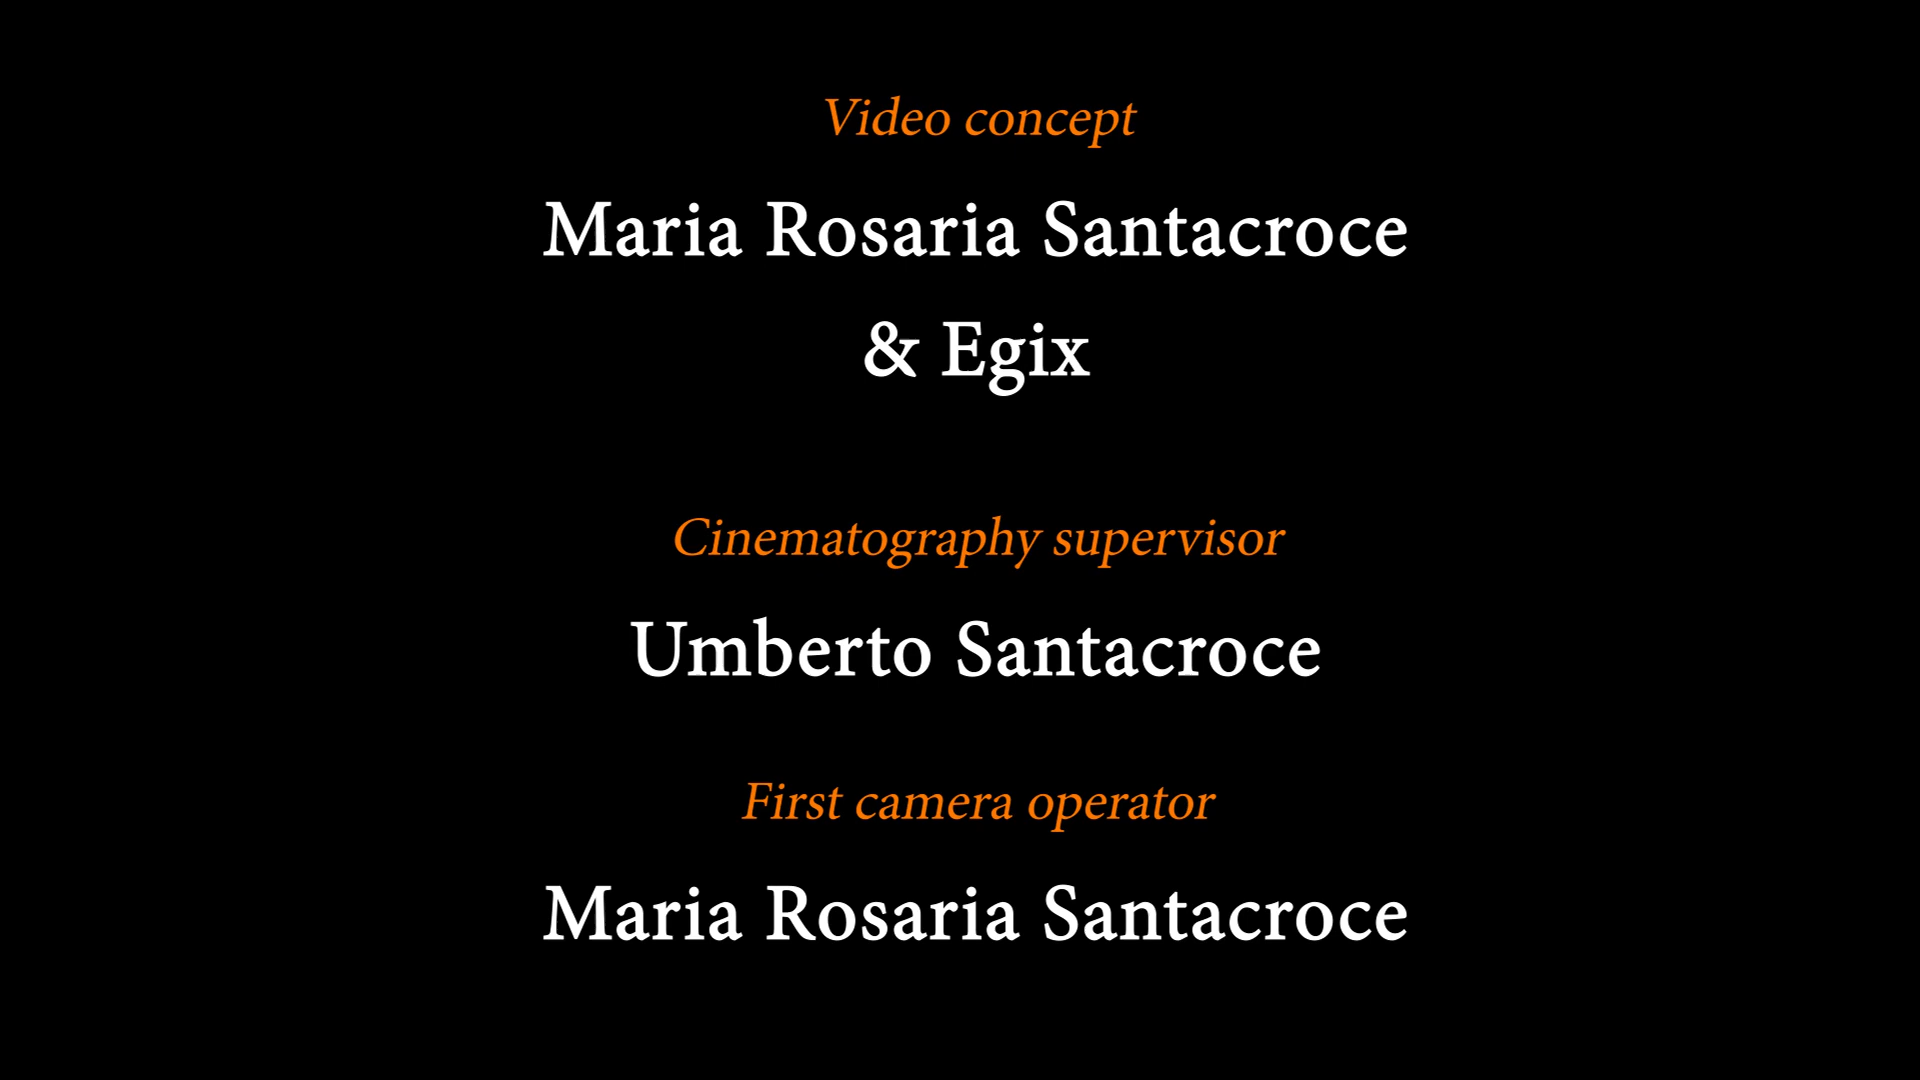 Video concept
Maria Rosaria Santacroce
& Egix
Cinematography supervisor
Umberto Santacroce
First camera operator
Maria Rosaria Santacroce